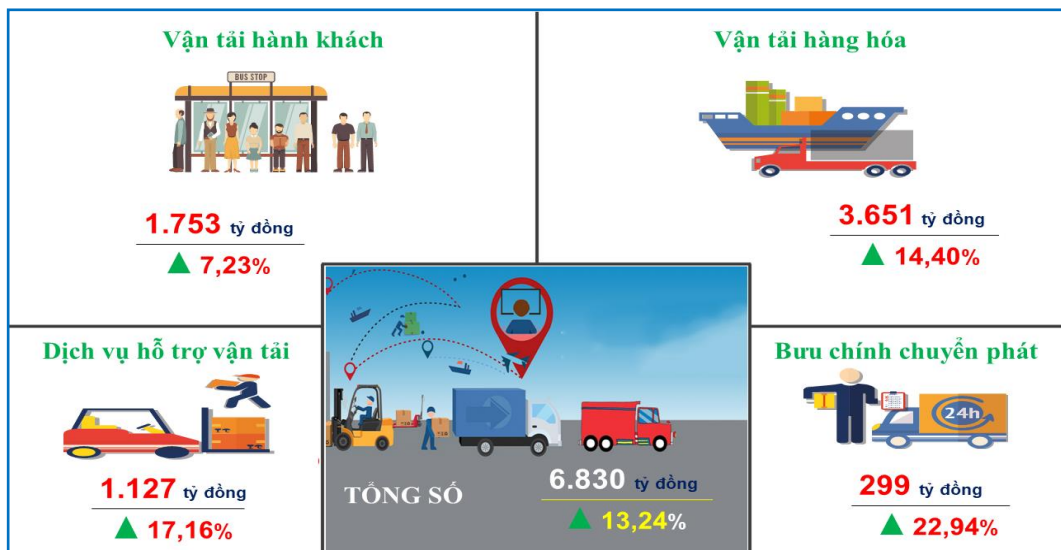 Vận tải hành khách
BUS STOP
1.753 tỷ đồng
7,23%
Vận tải hàng hóa
3.651 tỷ đồng
14,40%
Dịch vụ hỗ trợ vận tải
1.127 tỷ đồng
17,16%
TỔNG SỐ
6.830 tỷ đồng
13,24%
Bưu chính chuyển phát
24h
299 tỷ đồng
22,94%